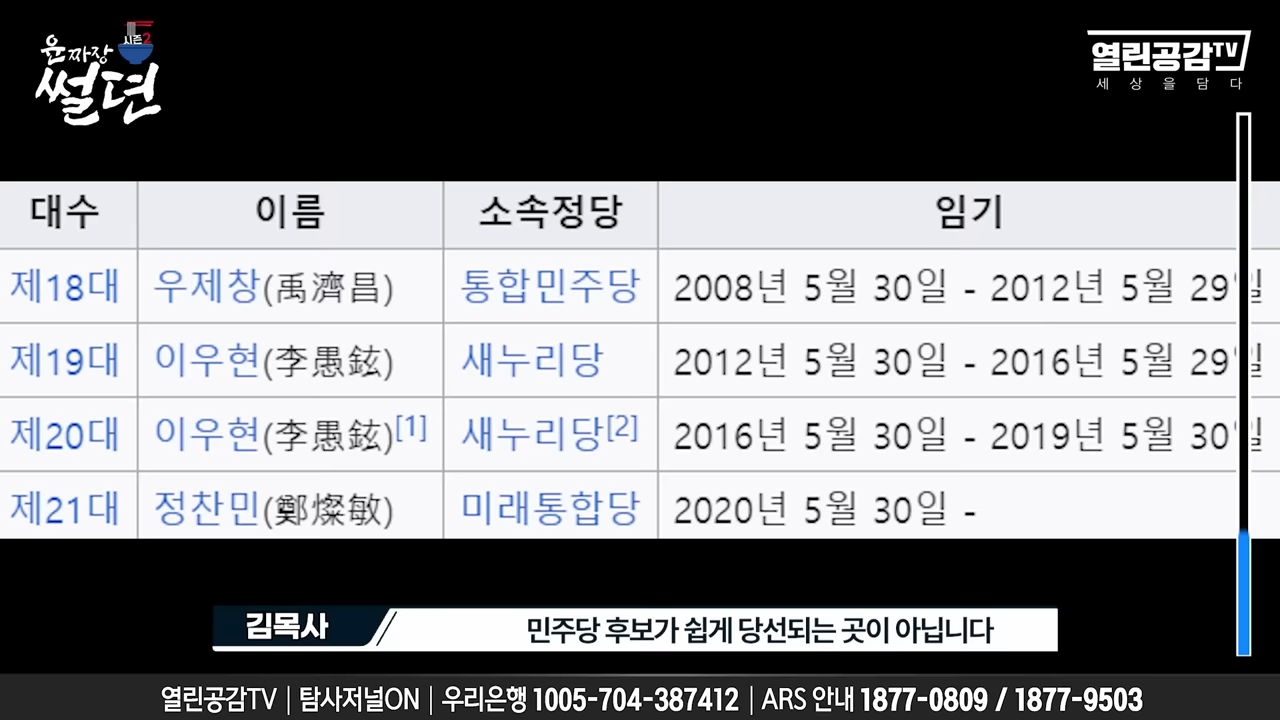 윤짜장 시즌2
썰뎐
열린공감TV
세상을담다
대수 이름 소속정당 임기
제18대 우제창(禹濟昌) 통합민주당 2008년 5월 30일 - 2012년 5월 29일
제19대 이우현(李愚鉉) 새누리당 2012년 5월 30일 - 2016년 5월 29일
제20대 이우현(李愚鉉)[1] 새누리당[2] 2016년 5월 30일 - 2019년 5월 30일
제21대 정찬민(鄭燦敏) 미래통합당 2020년 5월 30일 -
김목사 민주당 후보가 쉽게 당선되는 곳이 아닙니다
열린공감TV | 탐사저널ON | 우리은행 1005-704-387412 | ARS 안내 1877-0809 / 1877-9503